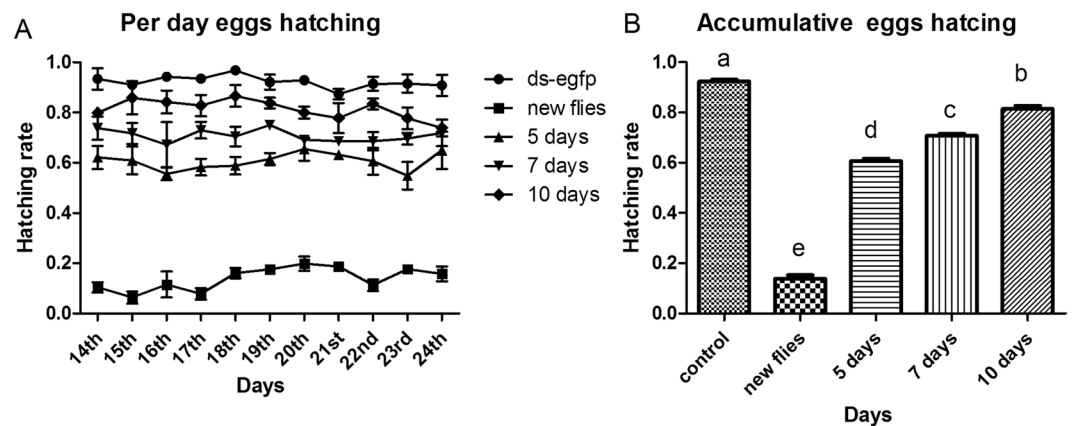 A
Per day eggs hatching
Hatching rate
1.0
0.8
0.6
0.4
0.2
0.0
14th
15th
16th
17th
18th
19th
20th
21st
22nd
23rd
24th
Days
ds-egfp
new flies
5 days
7 days
10 days
B
Accumulative eggs hatcing
Hatching rate
1.0
0.8
0.6
0.4
0.2
0.0
a
e
d
c
b
control
new flies
5 days
7 days
10 days
Days